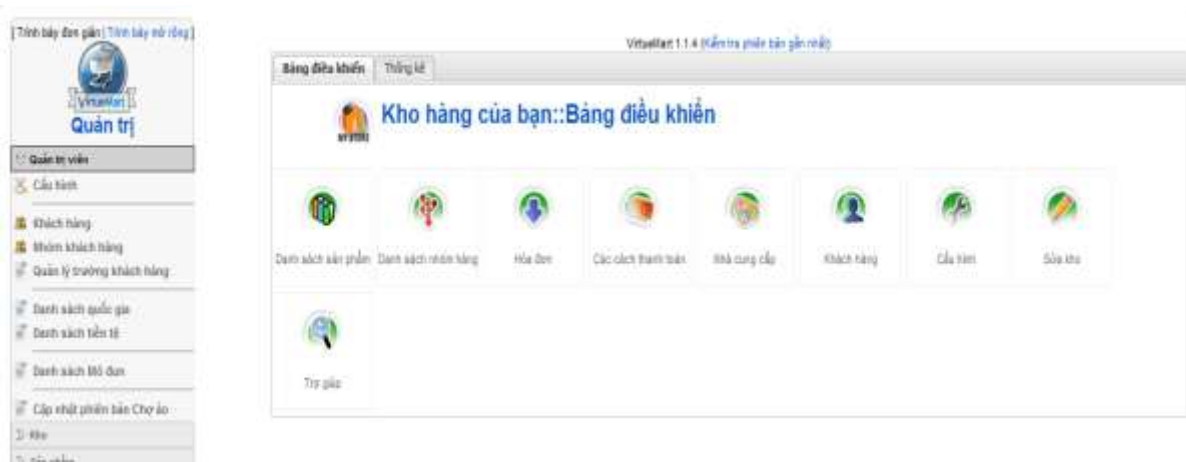 [ Trình bày đơn giản | Trình bày mở rộng ]
VirtueMart
Quản trị
Quản trị viên
Cấu hình
Khách hàng
Nhóm khách hàng
Quản lý trường khách hàng
Danh sách quốc gia
Danh sách tiền tệ
Danh sách Mô đun
Cập nhật phiên bản Chợ ảo
Kho
Sản phẩm
VirtueMart 1.1.4 (Kiểm tra phiên bản gần nhất)
Bảng điều khiển Thống kê
MY STORE
Kho hàng của bạn::Bảng điều khiển
Danh sách sản phẩm Danh sách nhóm hàng Hóa đơn Các cách thanh toán Nhà cung cấp Khách hàng Cấu hình Sửa kho
Trợ giúp